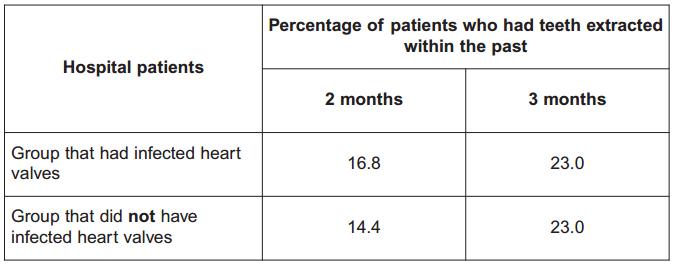 Hospital patients
Percentage of patients who had teeth extracted
within the past
2 months
3 months
Group that had infected heart
valves
16.8
23.0
Group that did not have
infected heart valves
14.4
23.0